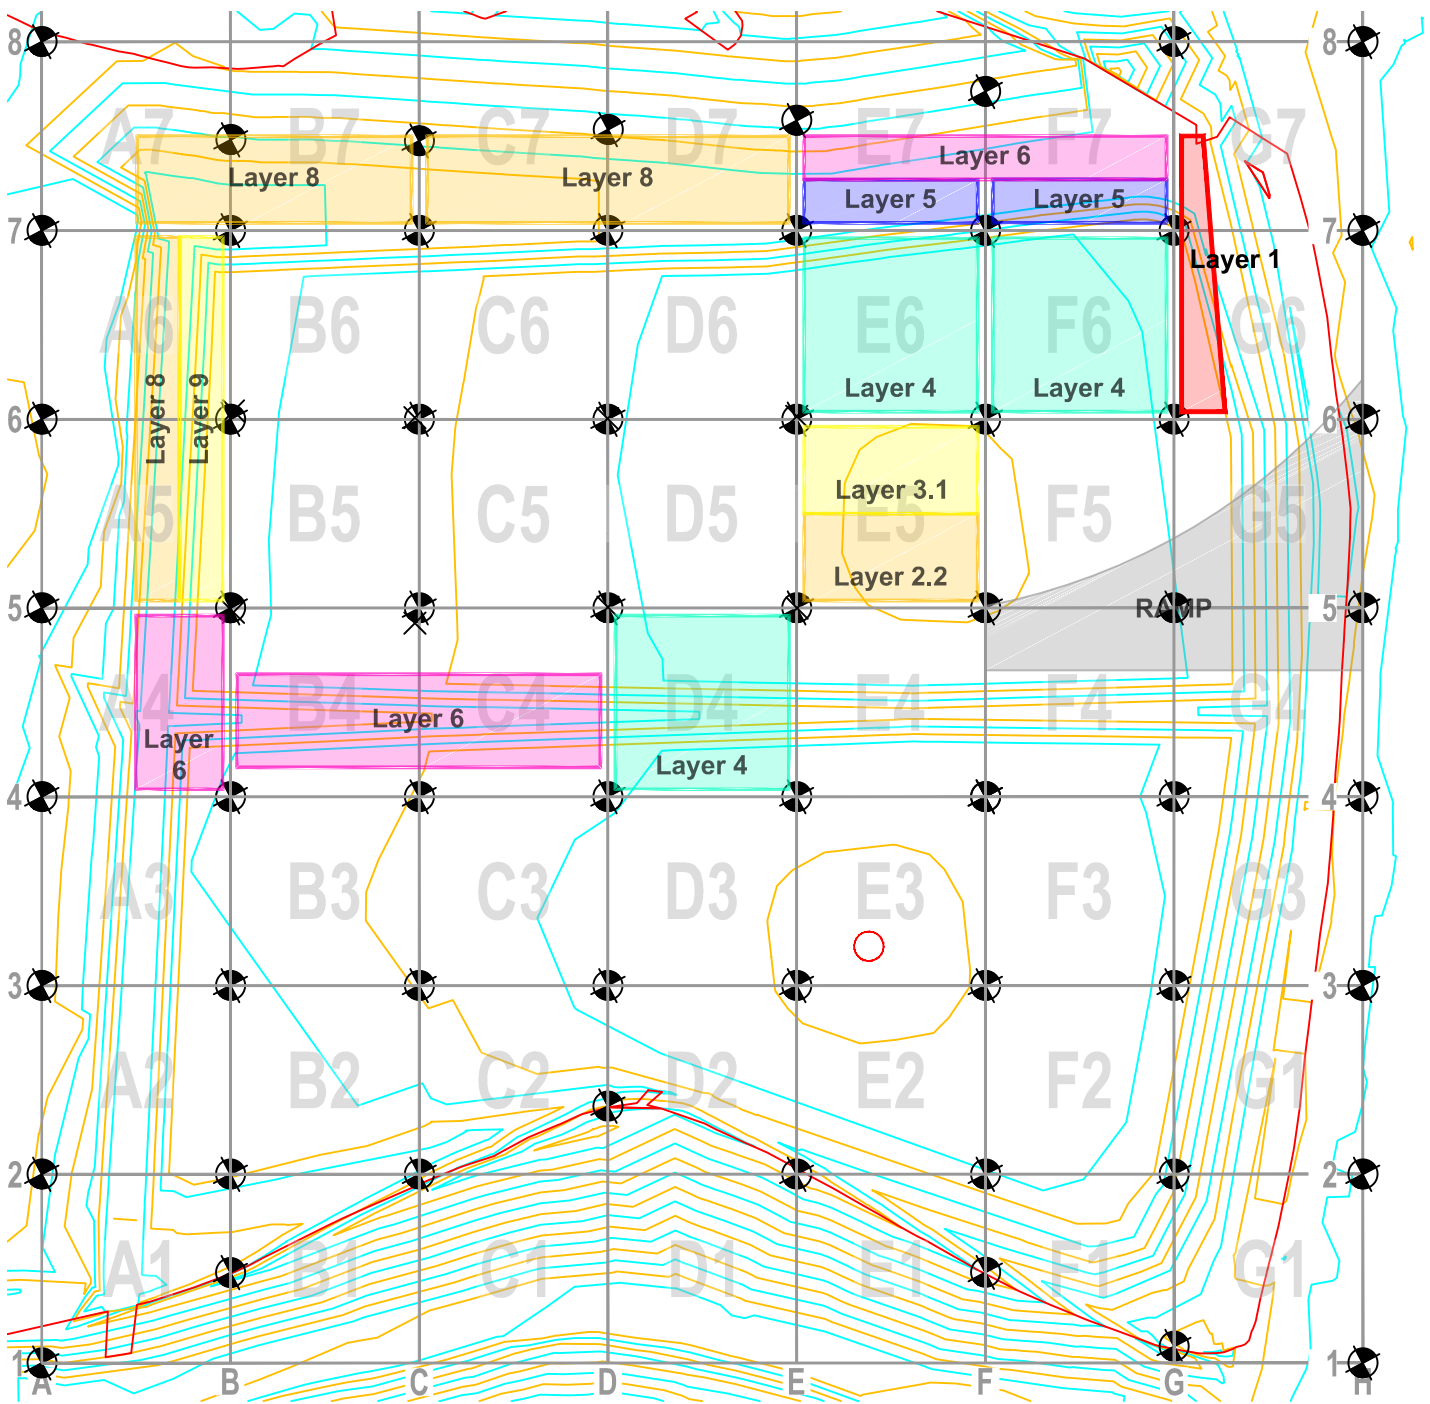 8 8
A7 B7 C7 D7 E7 F7 G7
Layer 6
Layer 8 Layer 8
Layer 5 Layer 5
7 7
Layer 1
A6 B6 C6 D6 E6 F6 G6
Layer 8
Layer 9
Layer 4 Layer 4
6 6
Layer 3.1
A5 B5 C5 D5 E5 F5 G5
Layer 2.2
5 5
RAMP
A4 B4 C4 D4 E4 F4 G4
Layer 6
Layer
6
Layer 4
4 4
A3 B3 C3 D3 E3 F3 G3
3 3
A2 B2 C2 D2 E2 F2 G1
2 2
A1 B1 C1 D1 E1 F1 G1
1 1
A B C D E F G H